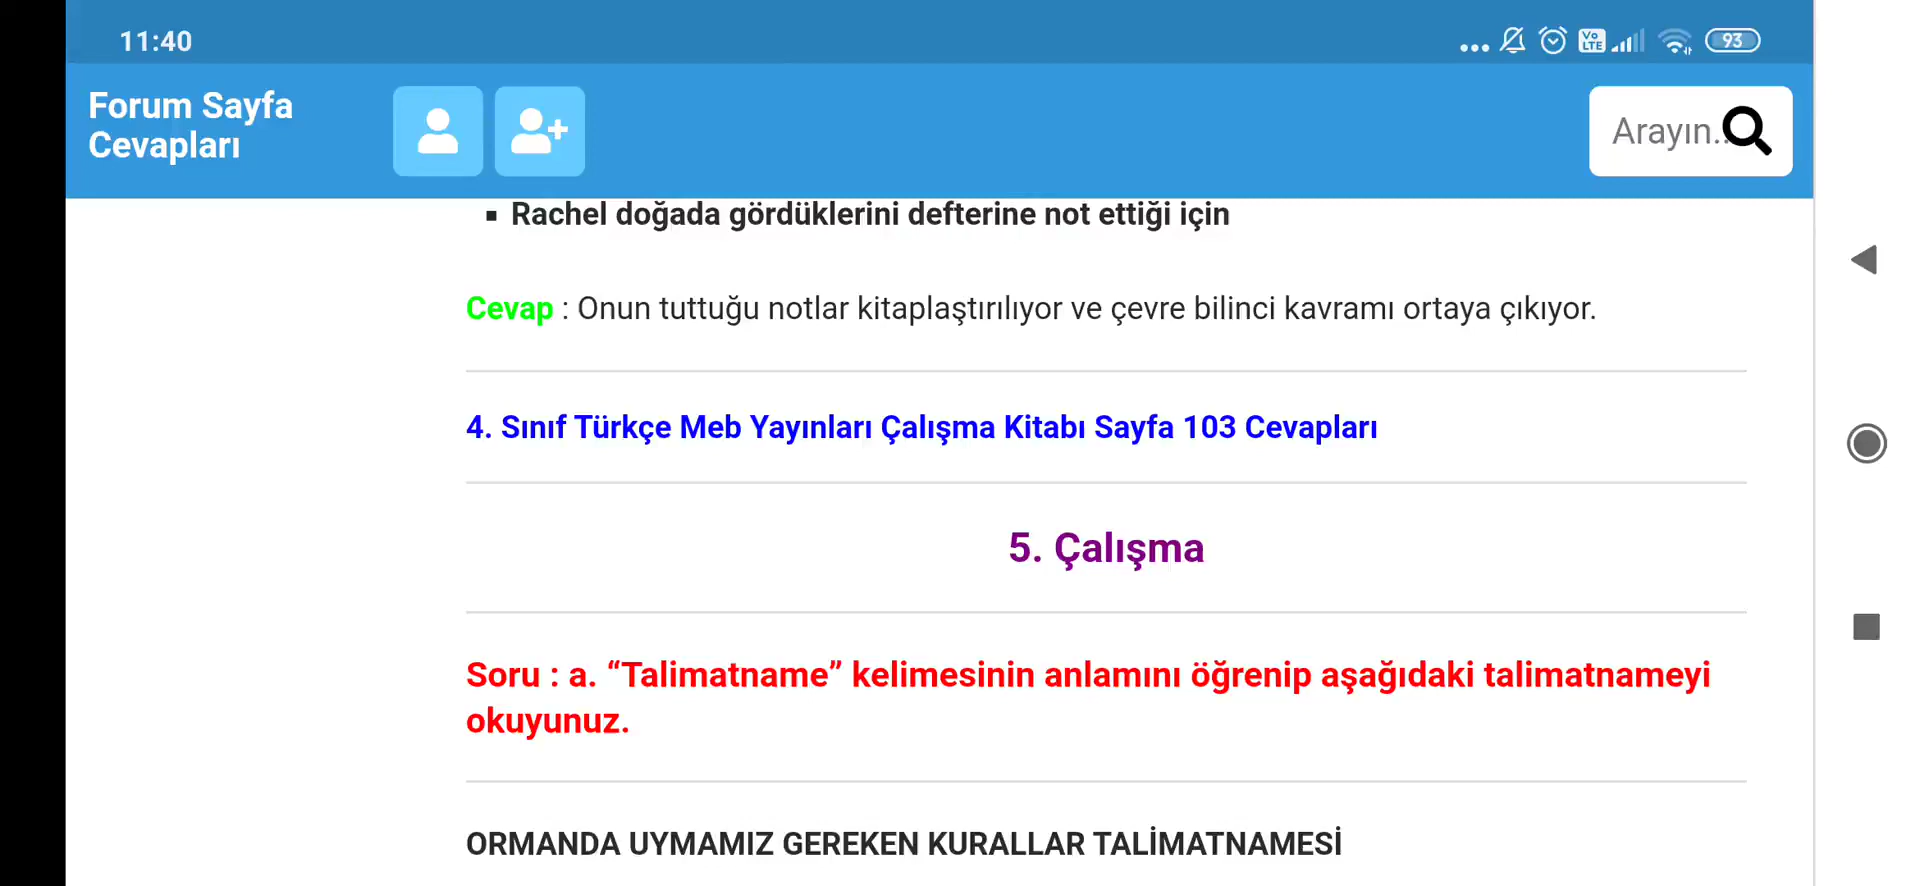 11:40
Vo LTE
93
Forum Sayfa
Cevapları
Arayın..
▪ Rachel doğada gördüklerini defterine not ettiği için
Cevap : Onun tuttuğu notlar kitaplaştırılıyor ve çevre bilinci kavramı ortaya çıkıyor.
4. Sınıf Türkçe Meb Yayınları Çalışma Kitabı Sayfa 103 Cevapları
5. Çalışma
Soru : a. “Talimatname” kelimesinin anlamını öğrenip aşağıdaki talimatnameyi
okuyunuz.
ORMANDA UYMAMIZ GEREKEN KURALLAR TALİMATNAMESİ